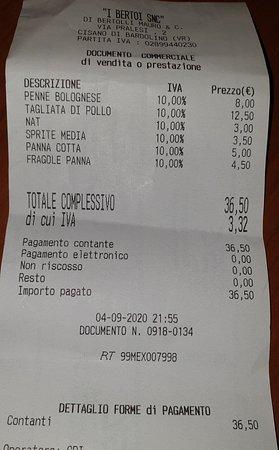 "I BERTOI SNC"
DI BERTOLLI MAURO & C.
VIA PRALESI , 2
CISANO DI BARDOLINO (VR)
PARTITA IVA : 02099440230
DOCUMENTO COMMERCIALE
di vendita o prestazione
DESCRIZIONE IVA Prezzo(€)
PENNE BOLOGNESE 10,00% 8,00
TAGLIATA DI POLLO 10,00% 12,50
NAT 10,00% 3,00
SPRITE MEDIA 10,00% 3,50
PANNA COTTA 10,00% 5,00
FRAGOLE PANNA 10,00% 4,50
TOTALE COMPLESSIVO 36,50
di cui IVA 3,32
Pagamento contante 36,50
Pagamento elettronico 0,00
Non riscosso 0,00
Resto 0,00
Importo pagato 36,50
04-09-2020 21:55
DOCUMENTO N. 0918-0134
RT 99MEX007998
DETTAGLIO FORME di PAGAMENTO
Contanti 36,50